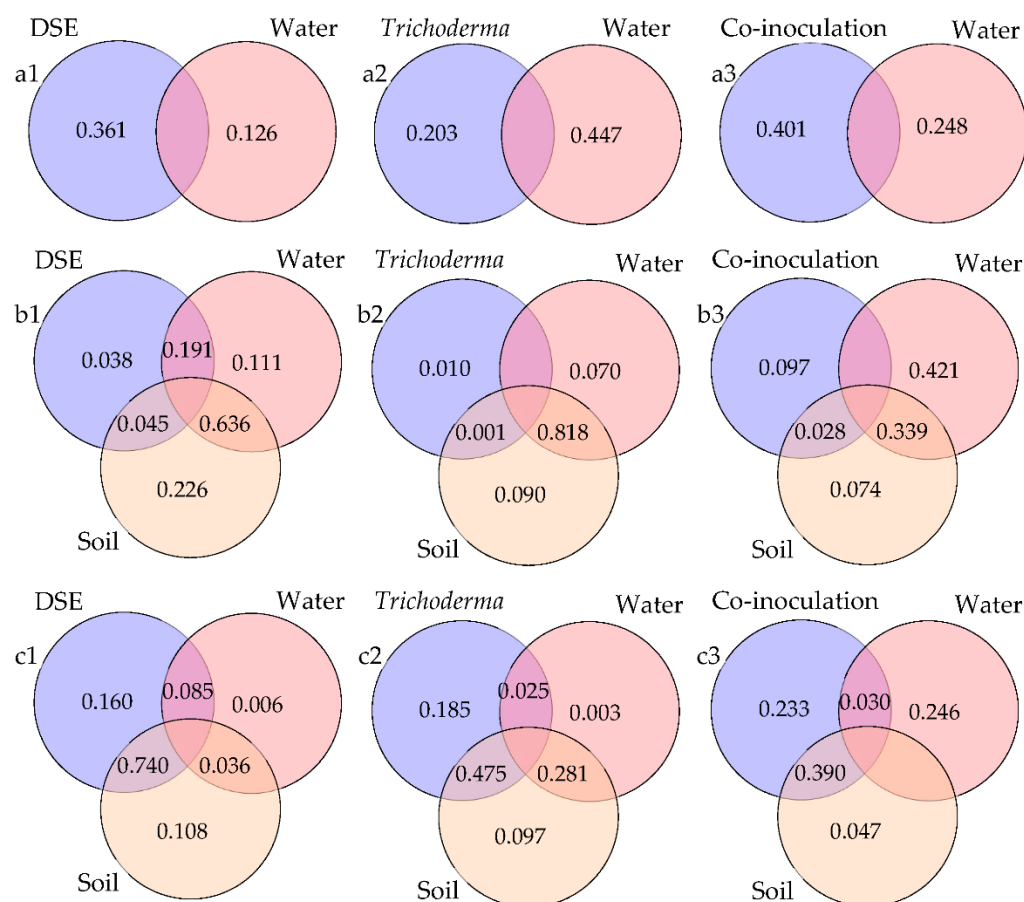 DSE Water Trichoderma Water Co-inoculation Water
a1 a2 a3
0.361 0.126 0.203 0.447 0.401 0.248
DSE Water Trichoderma Water Co-inoculation Water
b1 b2 b3
0.038 0.191 0.111 0.010 0.070 0.097 0.421
0.045 0.636 0.001 0.818 0.028 0.339
0.226 0.090 0.074
Soil Soil Soil
DSE Water Trichoderma Water Co-inoculation Water
c1 c2 c3
0.160 0.085 0.006 0.185 0.025 0.003 0.233 0.030 0.246
0.740 0.036 0.475 0.281 0.390
0.108 0.097 0.047
Soil Soil Soil